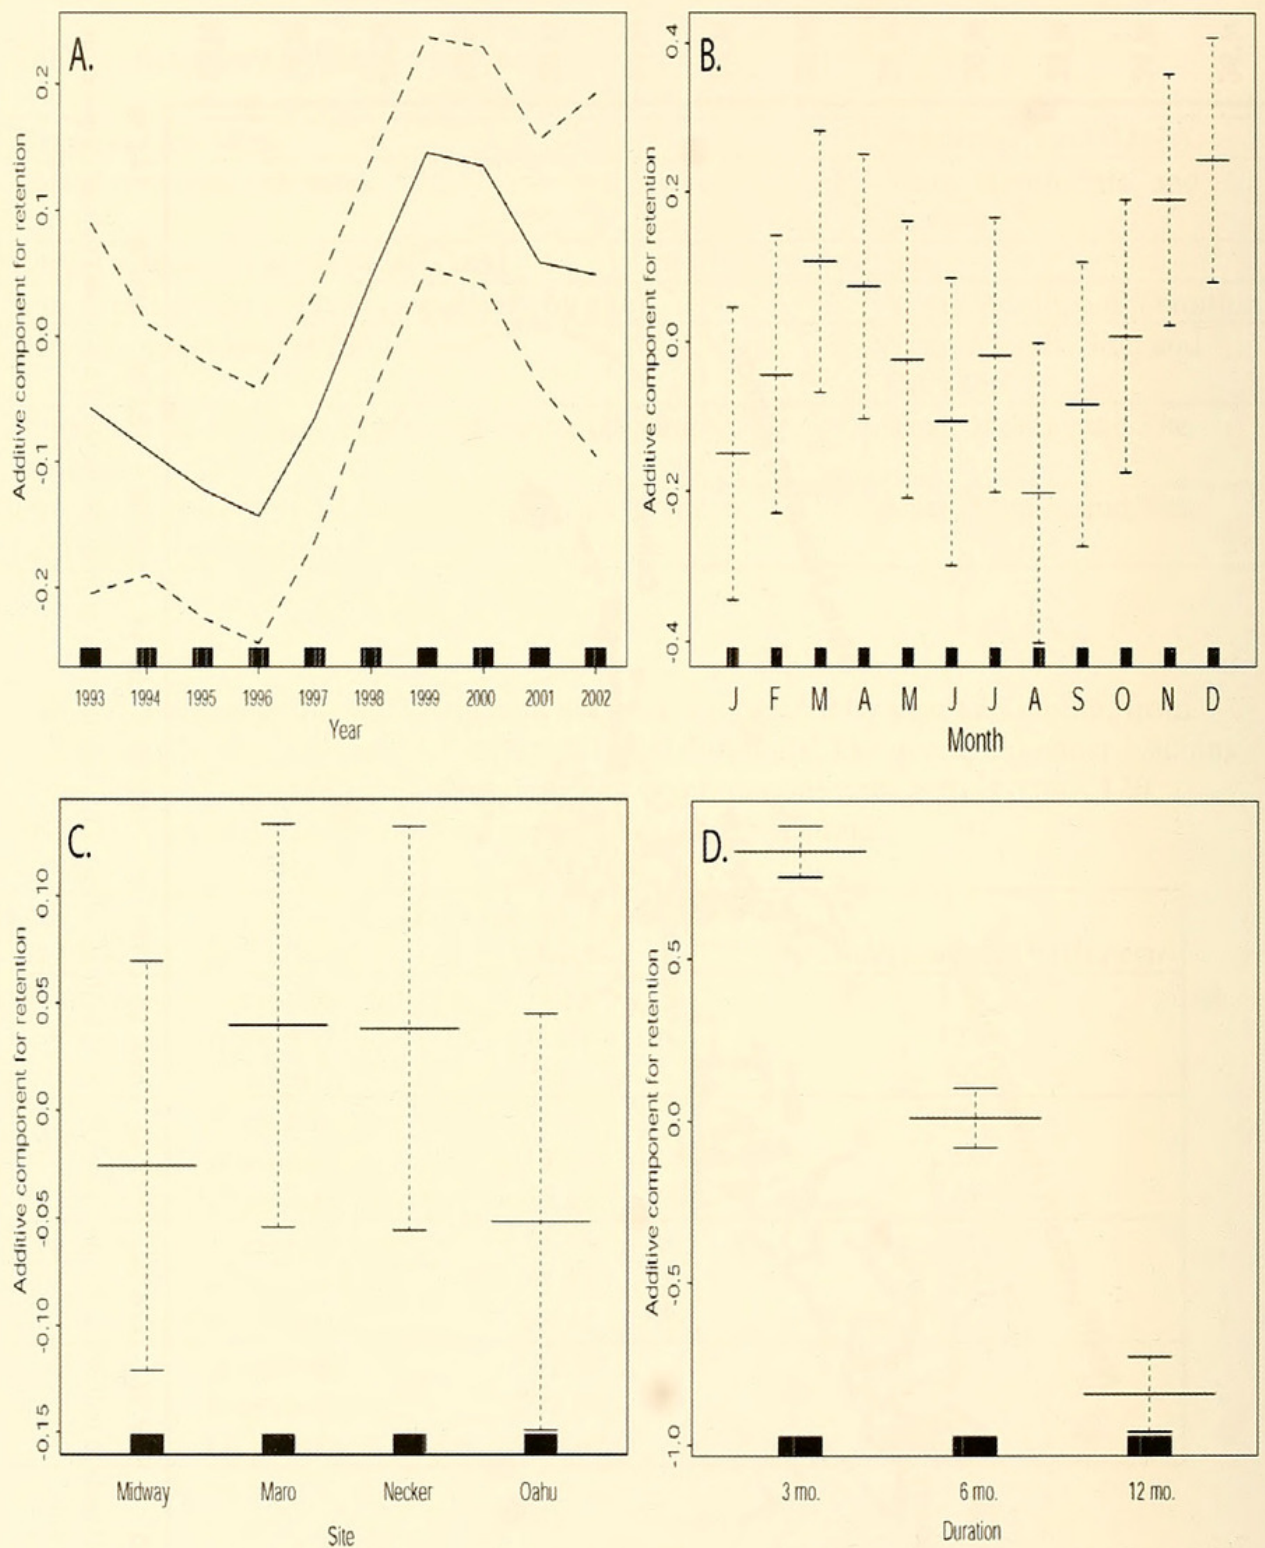 A.
Additive component for retention
0.2
0.1
0.0
-0.1
-0.2
1993 1994 1995 1996 1997 1998 1999 2000 2001 2002
Year
B.
Additive component for retention
0.4
0.2
0.0
-0.2
-0.4
J F M A M J J A S O N D
Month
C.
Additive component for retention
0.10
0.05
0.0
-0.05
-0.10
-0.15
Midway Maro Necker Oahu
Site
D.
Additive component for retention
0.5
0.0
-0.5
-1.0
3 mo. 6 mo. 12 mo.
Duration